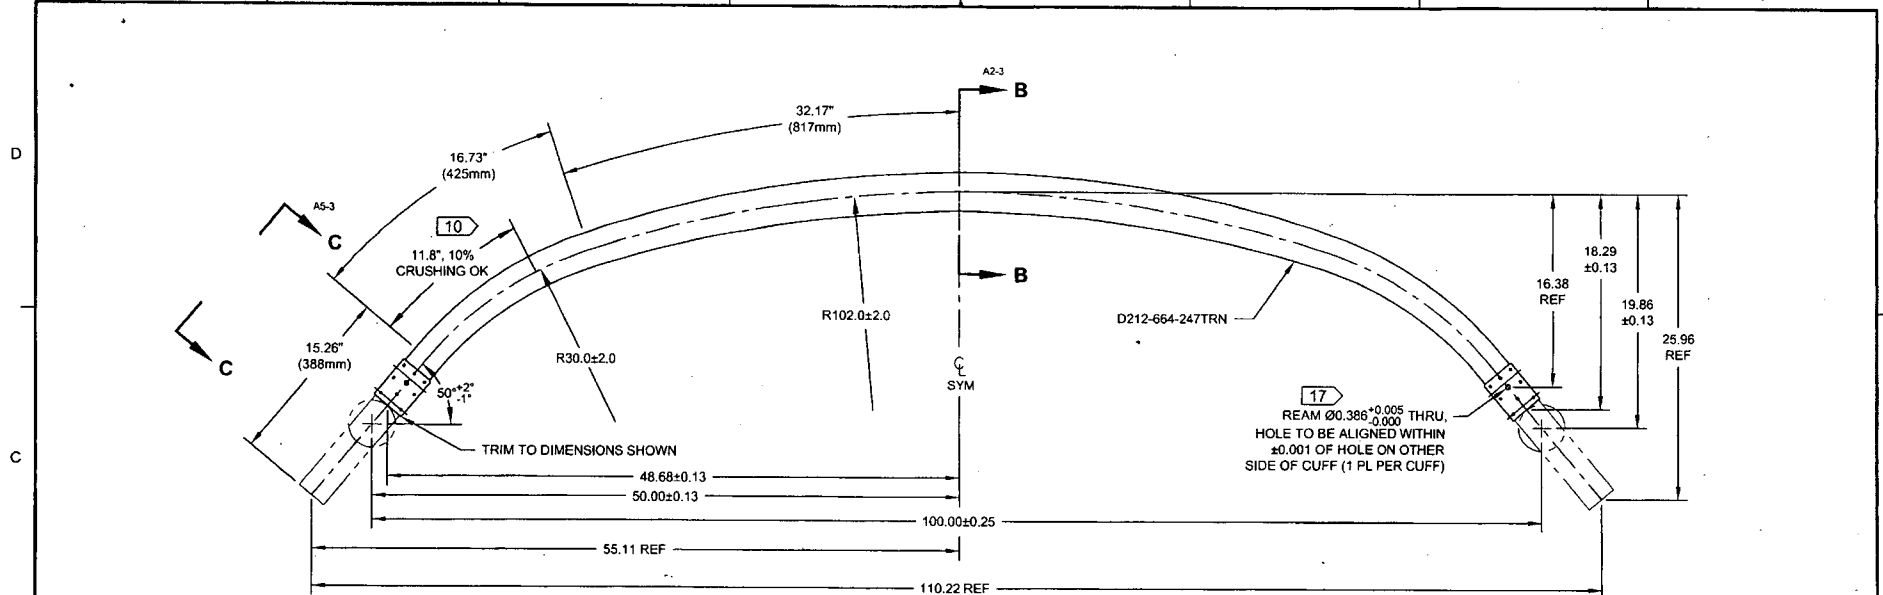 A2-3
B
32.17"
(817mm)
D
16.73"
(425mm)
A5-3
C
10
11.8", 10%
CRUSHING OK
18.29
±0.13
B
16.38
REF
19.86
±0.13
R102.0±2.0
D212-664-247TRN
25.96
REF
15.26"
(388mm)
C
R30.0±2.0
CL
SYM
50°+2°
-1°
17
REAM Ø0.386+0.005 THRU,
-0.000
HOLE TO BE ALIGNED WITHIN
±0.001 OF HOLE ON OTHER
SIDE OF CUFF (1 PL PER CUFF)
TRIM TO DIMENSIONS SHOWN
C
48.68±0.13
50.00±0.13
100.00±0.25
55.11 REF
110.22 REF